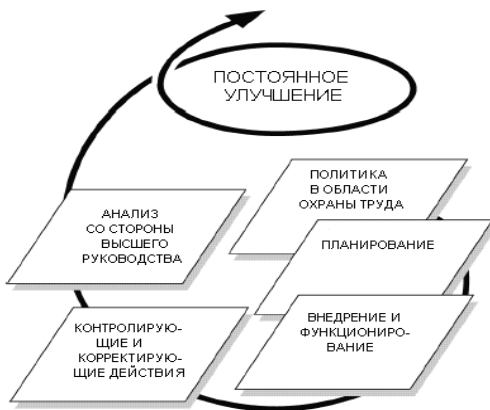 ПОСТОЯННОЕ
УЛУЧШЕНИЕ
ПОЛИТИКА
В ОБЛАСТИ
ОХРАНЫ ТРУДА
ПЛАНИРОВАНИЕ
ВНЕДРЕНИЕ И
ФУНКЦИОНИРО-
ВАНИЕ
КОНТРОЛИРУЮ-
ЩИЕ И
КОРРЕКТИРУЮ-
ЩИЕ ДЕЙСТВИЯ
АНАЛИЗ
СО СТОРОНЫ
ВЫСШЕГО
РУКОВОДСТВА